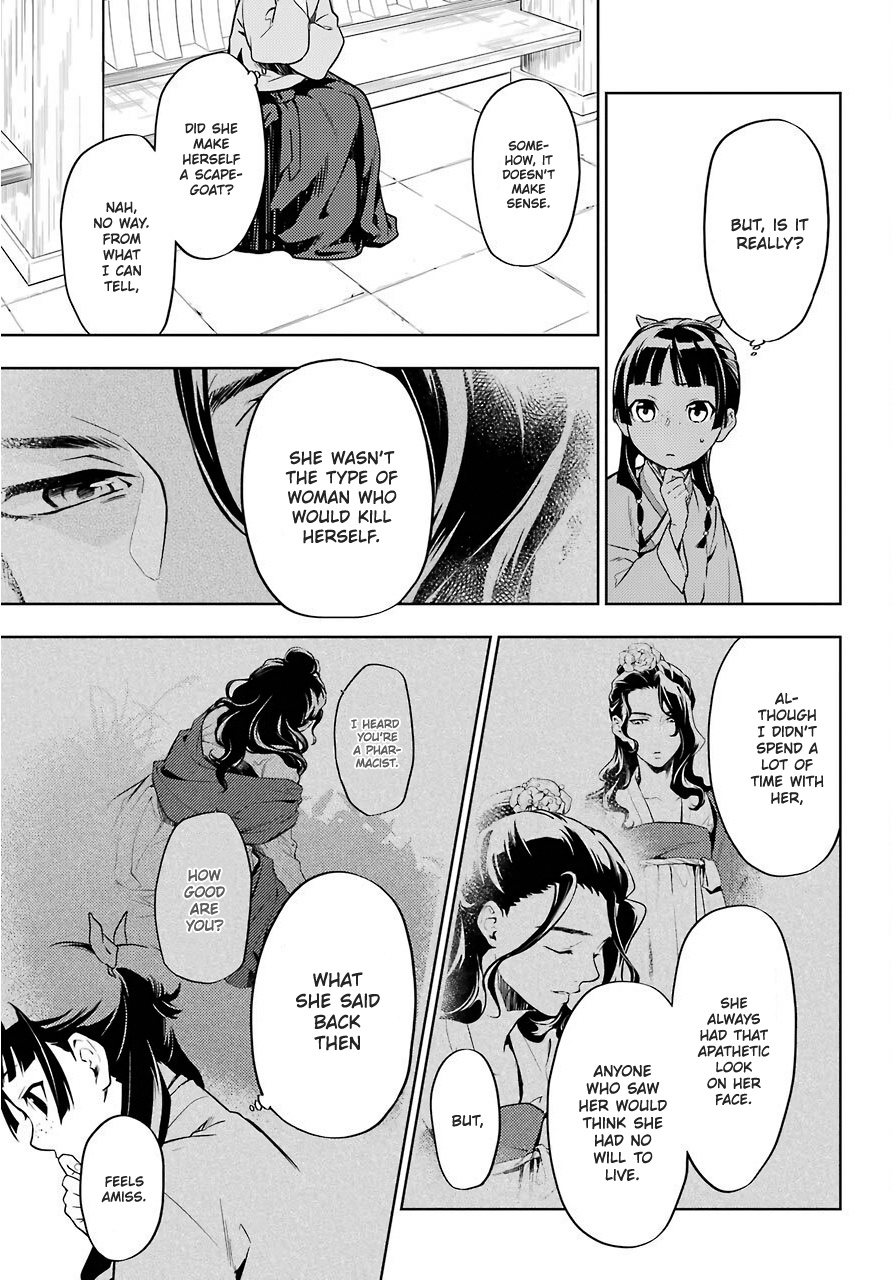 BUT, IS IT
REALLY?
SOME-
HOW, IT
DOESN'T
MAKE
SENSE.
DID SHE
MAKE
HERSELF
A SCAPE-
GOAT?
NAH,
NO WAY.
FROM
WHAT
I CAN
TELL,
SHE WASN'T
THE TYPE OF
WOMAN WHO
WOULD KILL
HERSELF.
AL-
THOUGH
I DIDN'T
SPEND A
LOT OF
TIME WITH
HER,
SHE
ALWAYS
HAD THAT
APATHETIC
LOOK
ON HER
FACE.
ANYONE
WHO SAW
HER WOULD
THINK SHE
HAD NO
WILL TO
LIVE.
BUT,
I HEARD
YOU'RE
A PHAR-
MACIST.
HOW
GOOD
ARE
YOU?
WHAT
SHE SAID
BACK
THEN
FEELS
AMISS.